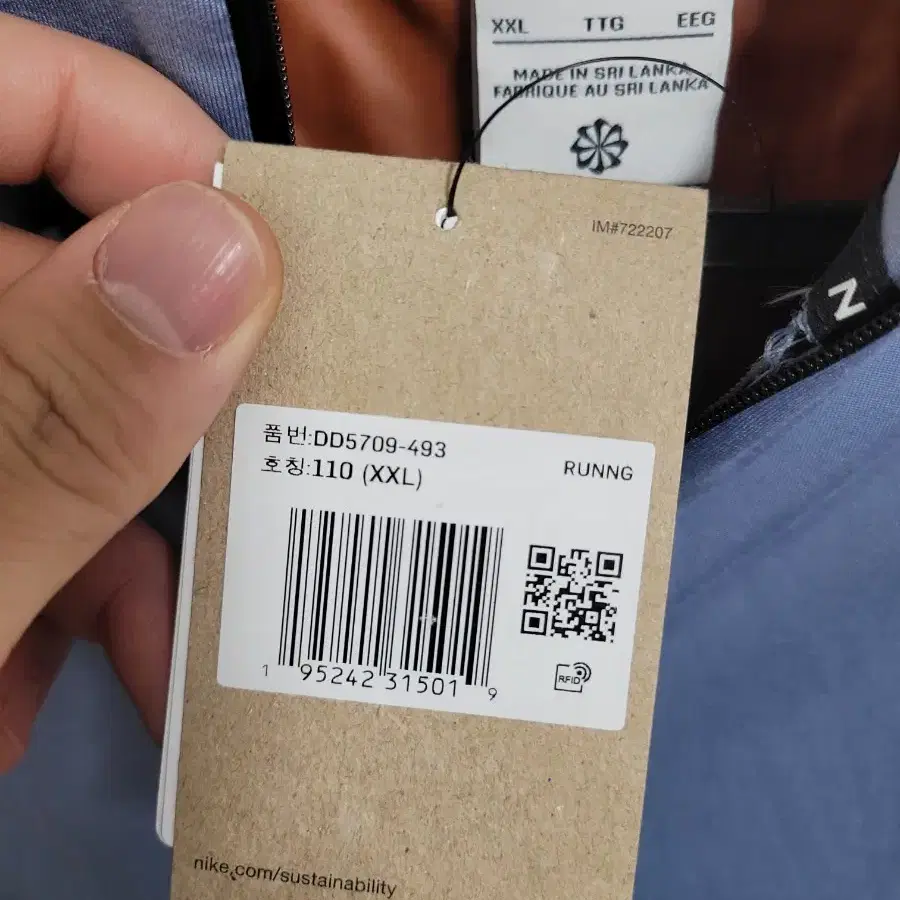 XXL TTG EEG
MADE IN SRI LANKA
FABRIQUE AU SRI LANKA
IM#722207
N
품번:DD5709-493
호칭:110 (XXL)
RUNNG
1 95242 31501 9
RFID
nike.com/sustainability